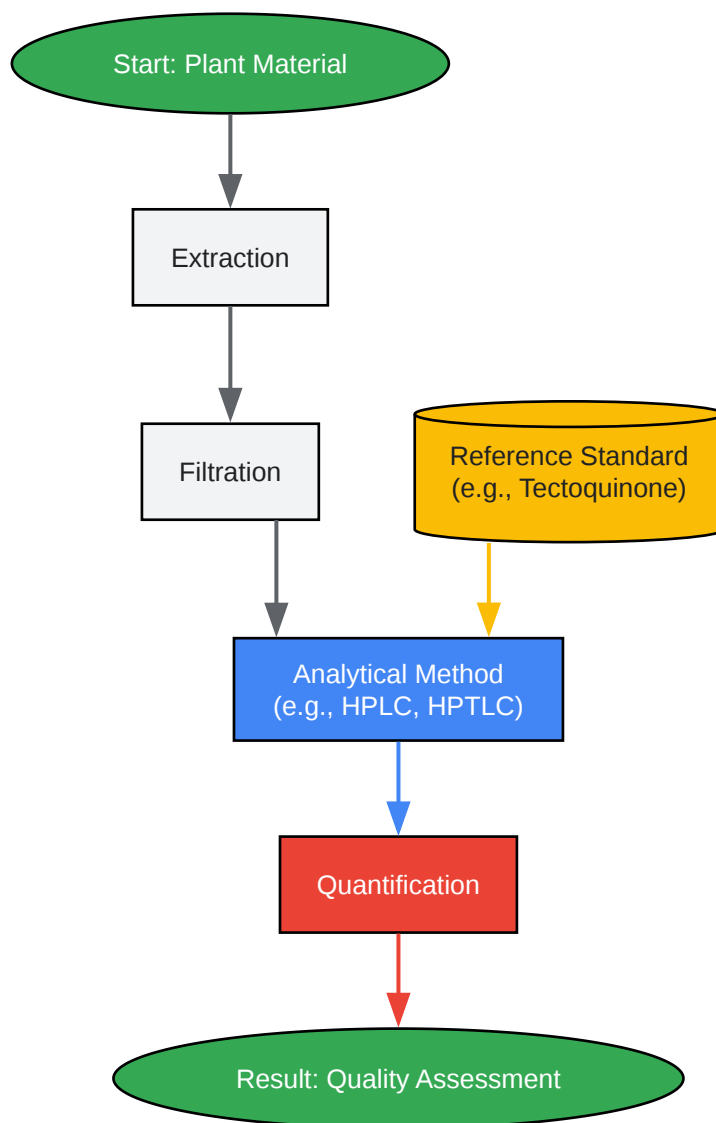 Start: Plant Material
Extraction
Filtration
Reference Standard
(e.g., Tectoquinone)
Analytical Method
(e.g., HPLC, HPTLC)
Quantification
Result: Quality Assessment